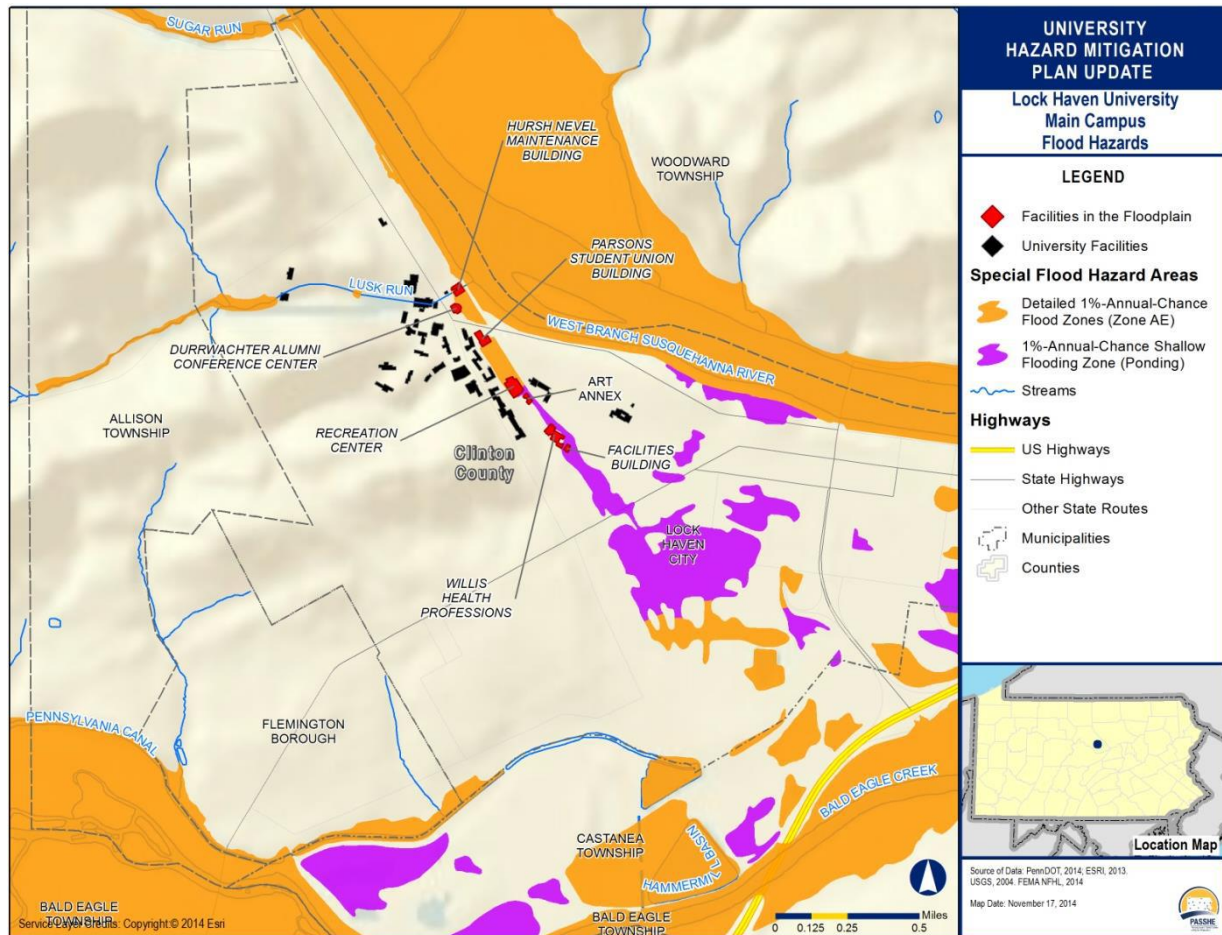 SUGAR RUN
HURSH NEVEL
MAINTENANCE
BUILDING
WOODWARD
TOWNSHIP
PARSONS
STUDENT UNION
BUILDING
LUSK RUN
WEST BRANCH SUSQUEHANNA RIVER
DURRWACHTER ALUMNI
CONFERENCE CENTER
ART
ANNEX
ALLISON
TOWNSHIP
RECREATION
CENTER
Clinton
County
FACILITIES
BUILDING
LOCK
HAVEN
CITY
WILLIS
HEALTH
PROFESSIONS
PENNSYLVANIA CANAL
FLEMINGTON
BOROUGH
BALD EAGLE CREEK
CASTANEA
TOWNSHIP
HAMMERMILL BASIN
BALD EAGLE
TOWNSHIP
BALD EAGLE
TOWNSHIP
Service Layer Credits: Copyright:© 2014 Esri
Miles
0 0.125 0.25 0.5
UNIVERSITY
HAZARD MITIGATION
PLAN UPDATE
Lock Haven University
Main Campus
Flood Hazards
LEGEND
Facilities in the Floodplain
University Facilities
Special Flood Hazard Areas
Detailed 1%-Annual-Chance
Flood Zones (Zone AE)
1%-Annual-Chance Shallow
Flooding Zone (Ponding)
Streams
Highways
US Highways
State Highways
Other State Routes
Municipalities
Counties
Location Map
Source of Data: PennDOT, 2014; ESRI, 2013.
USGS, 2004. FEMA NFHL, 2014
Map Date: November 17, 2014
PASSHE